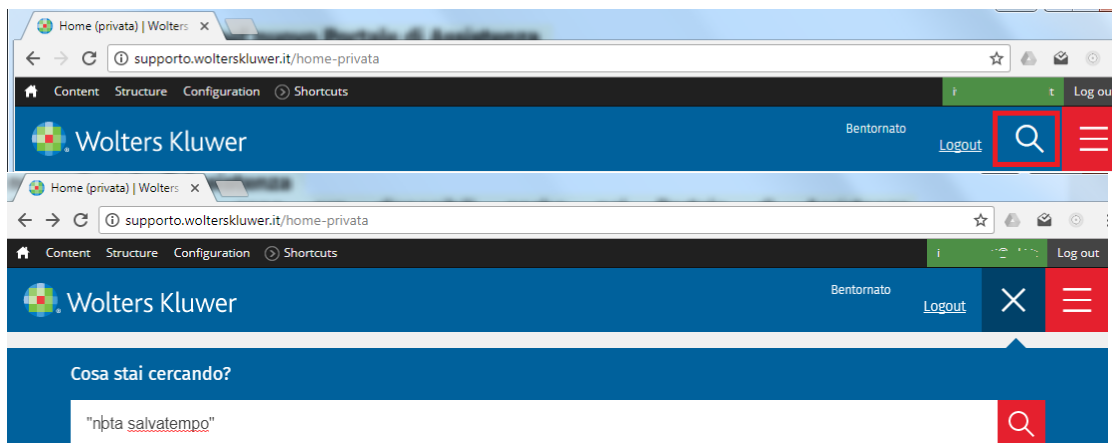 Home (privata) | Wolters
supporto.wolterskluwer.it/home-privata
Content Structure Configuration Shortcuts Log ou
Wolters Kluwer
Bentornato
Logout
Home (privata) | Wolters
supporto.wolterskluwer.it/home-privata
Content Structure Configuration Shortcuts Log out
Wolters Kluwer
Bentornato
Logout
Cosa stai cercando?
"nota salvatempo"